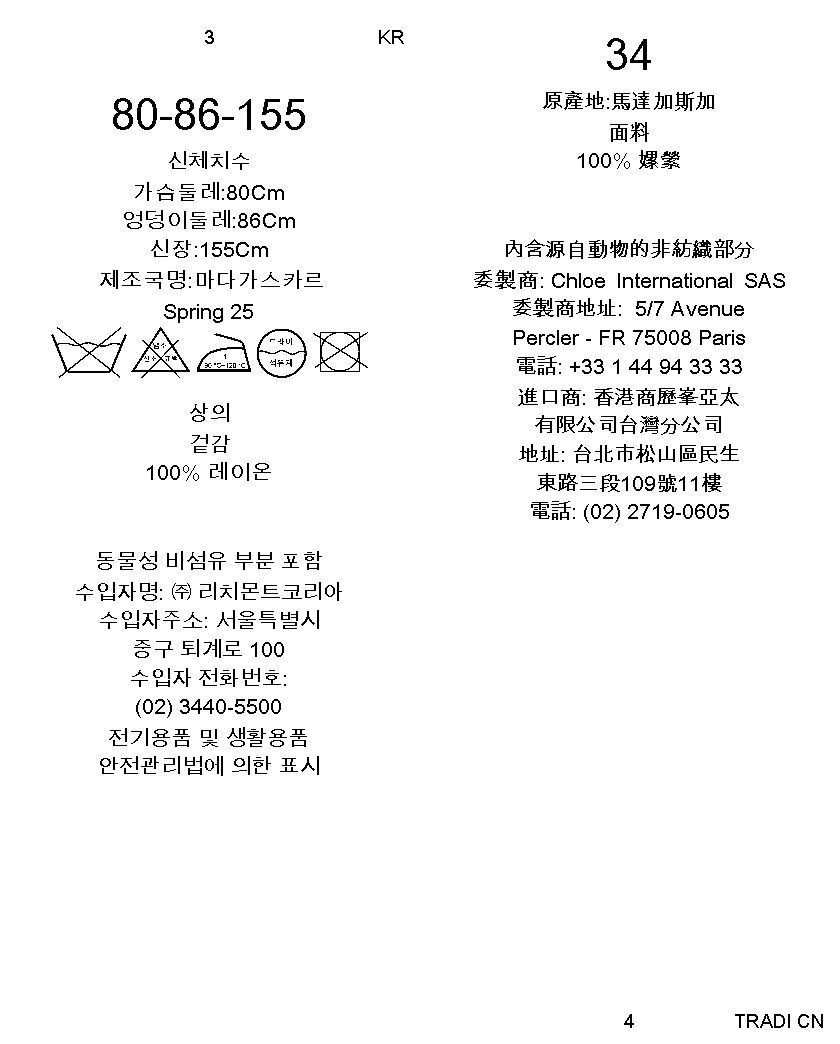 3
KR
80-86-155
신체치수
가슴둘레:80Cm
엉덩이둘레:86Cm
신장:155Cm
제조국명:마다가스카르
Spring 25
염소
산소 표백
1
80 °C~120 °C
드라이
석유계
상의
겉감
100% 레이온
동물성 비섬유 부분 포함
수입자명: ㈜ 리치몬트코리아
수입자주소: 서울특별시
중구 퇴계로 100
수입자 전화번호:
(02) 3440-5500
전기용품 및 생활용품
안전관리법에 의한 표시
34
原產地:馬達加斯加
面料
100% 嫘縈
內含源自動物的非紡織部分
委製商: Chloe International SAS
委製商地址: 5/7 Avenue
Percler - FR 75008 Paris
電話: +33 1 44 94 33 33
進口商: 香港商歷峯亞太
有限公司台灣分公司
地址: 台北市松山區民生
東路三段109號11樓
電話: (02) 2719-0605
4
TRADI CN